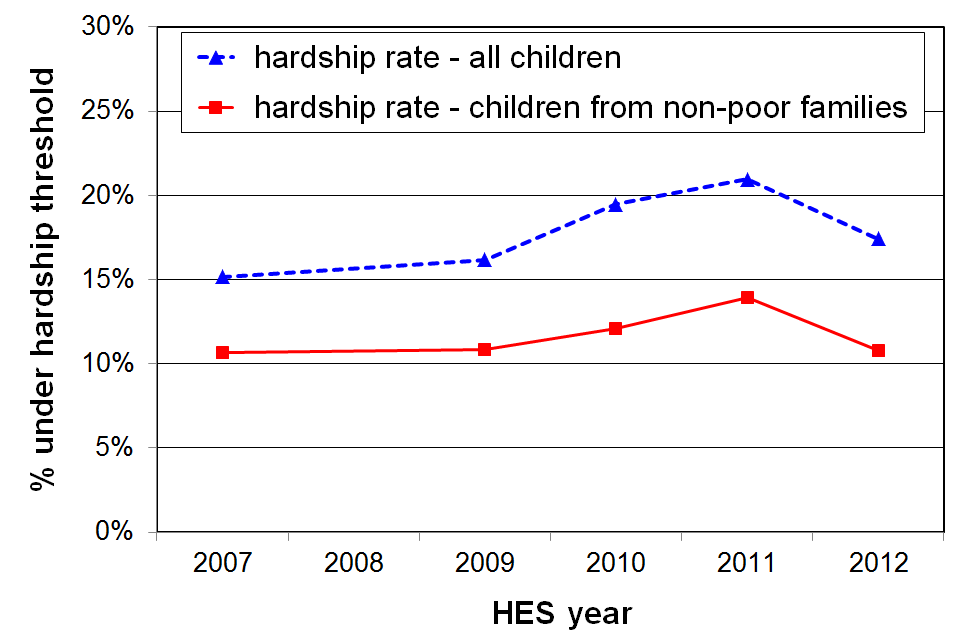 30%
hardship rate - all children
hardship rate - children from non-poor families
25%
20%
15%
10%
5%
0%
% under hardship threshold
2007 2008 2009 2010 2011 2012
HES year